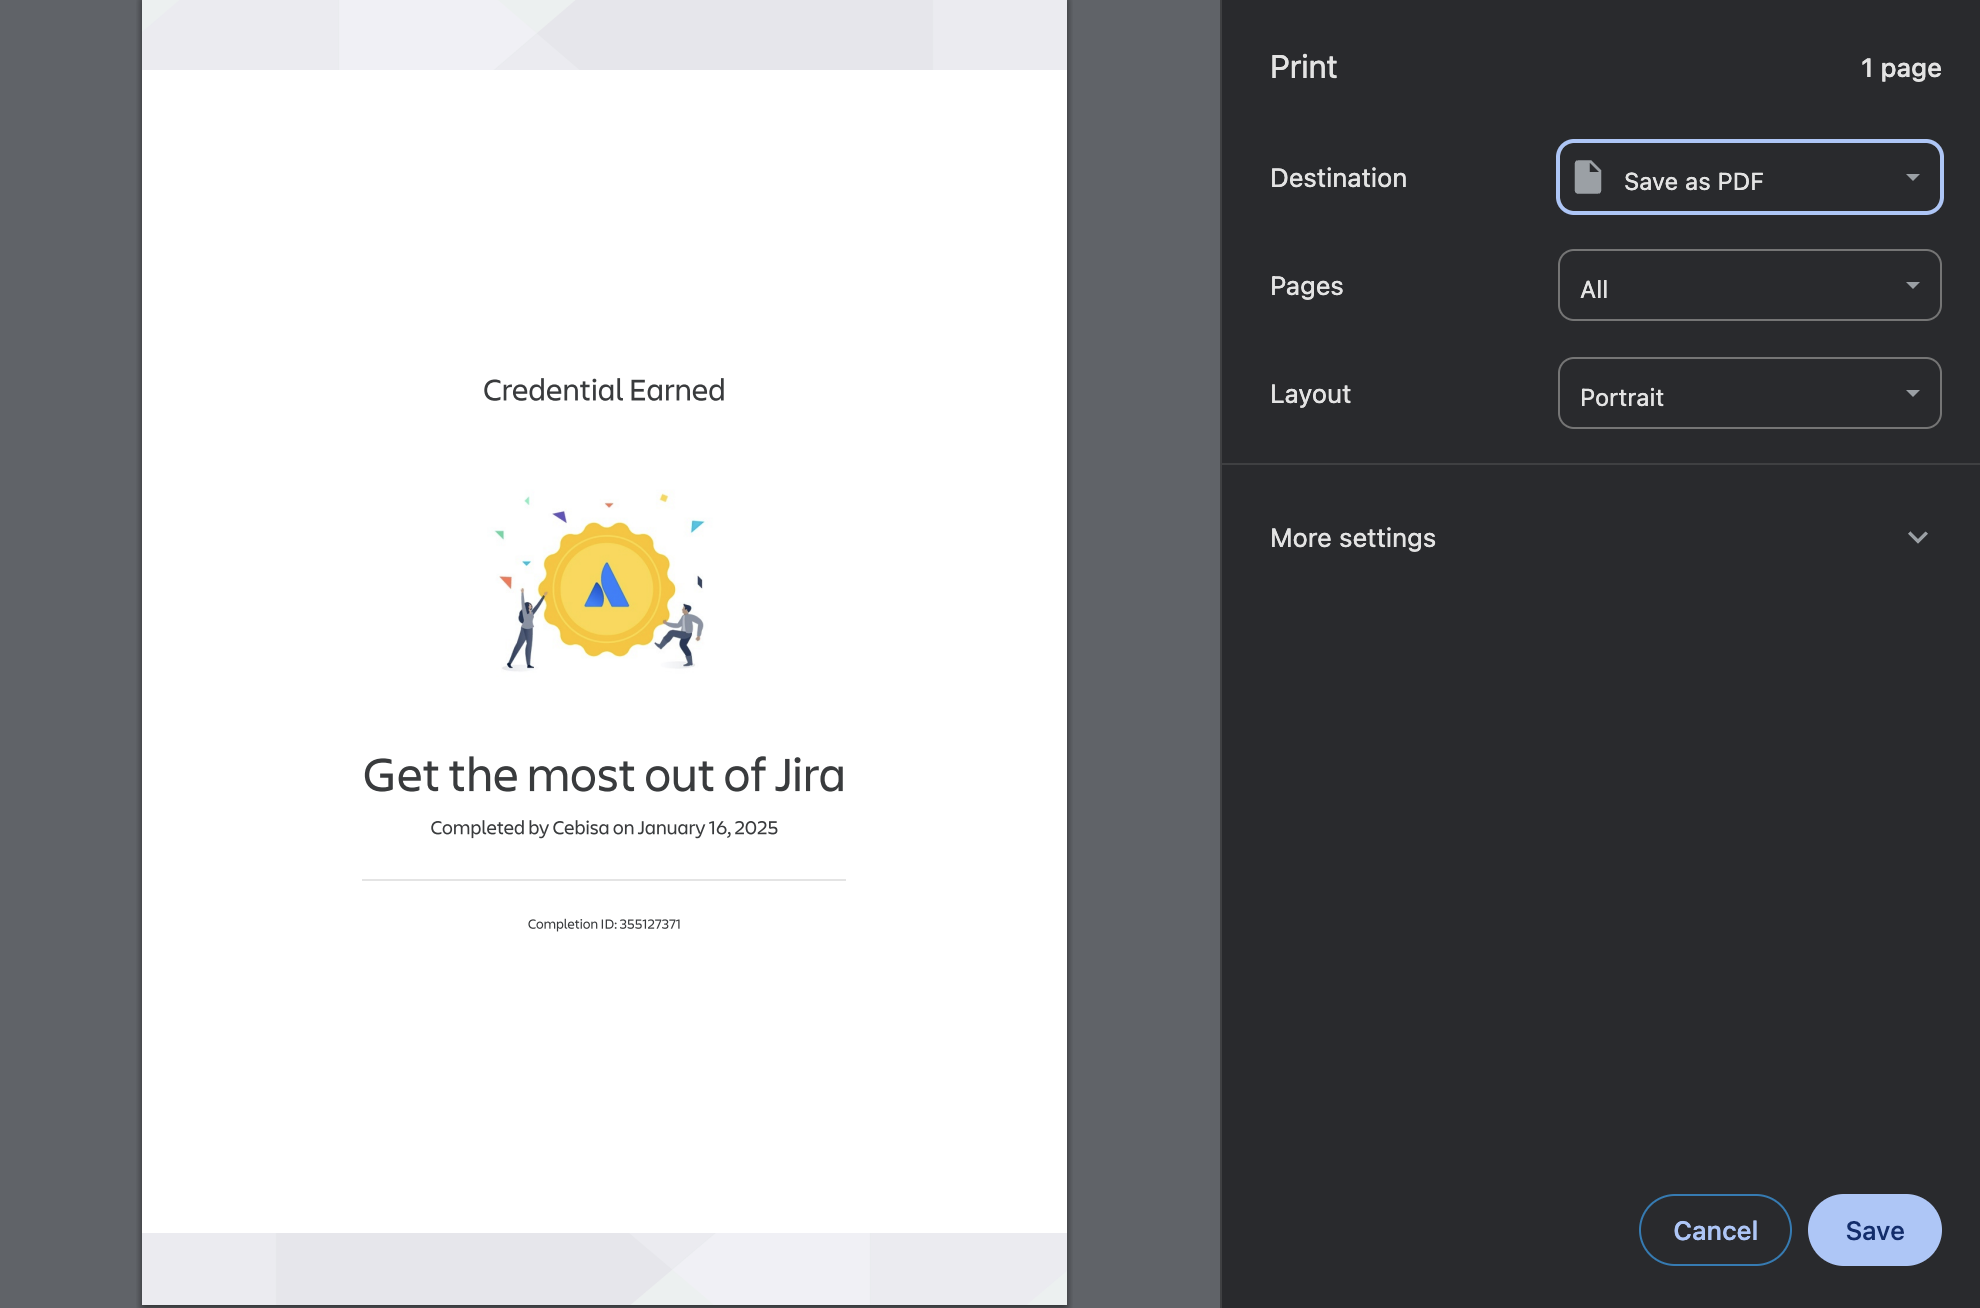 Credential Earned
Get the most out of Jira
Completed by Cebisa on January 16, 2025
Completion ID: 355127371
Print
1 page
Destination
Save as PDF
Pages
All
Layout
Portrait
More settings
Cancel
Save